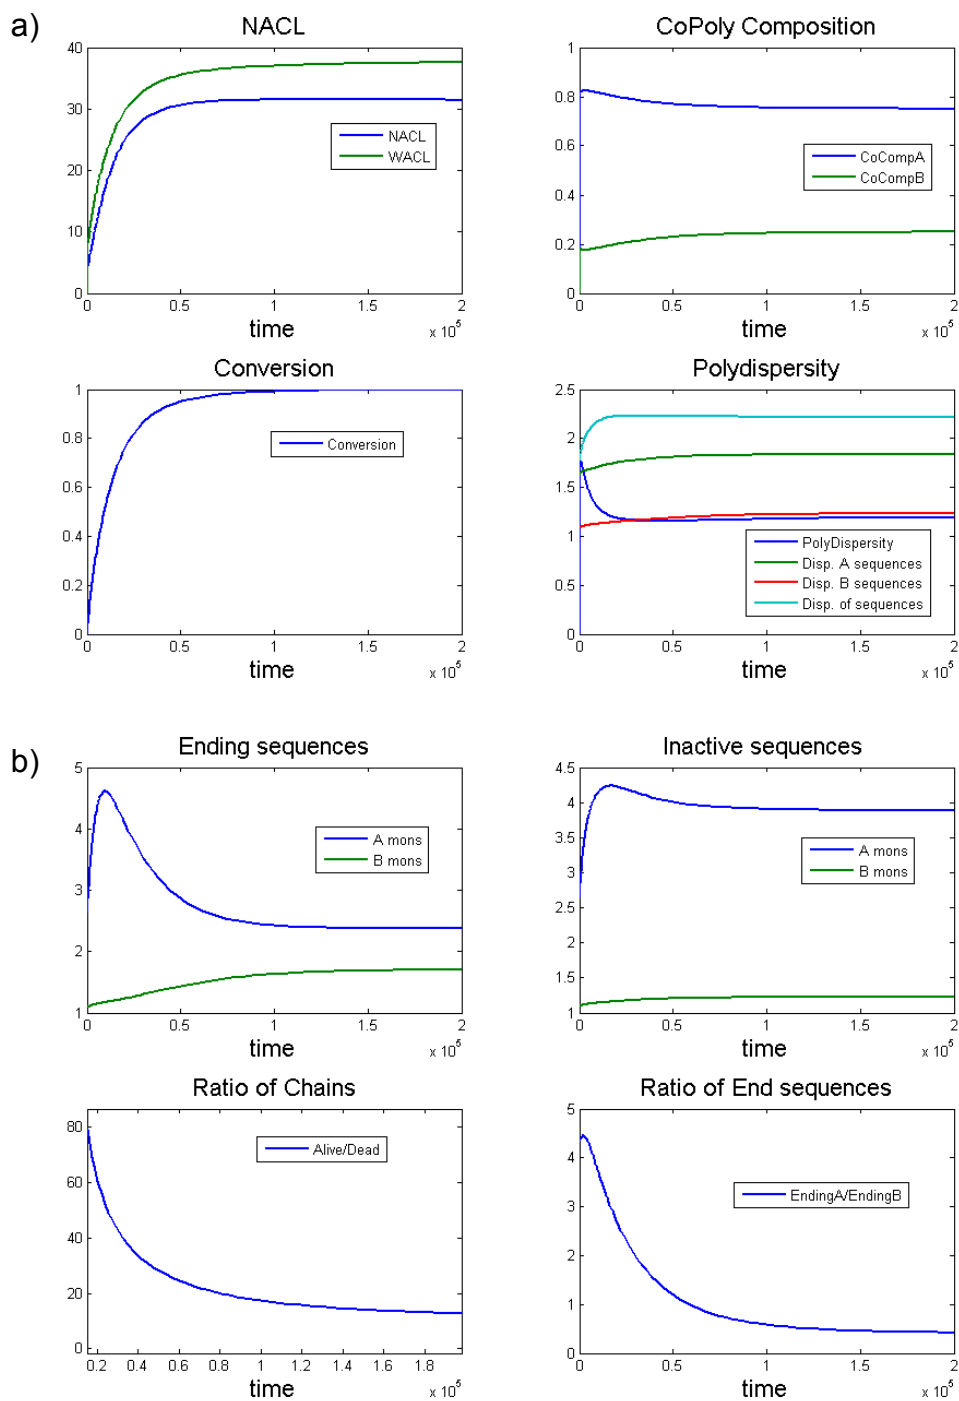 a)
NACL
40
30
20
10
0
NACL
WACL
0 0.5 1 1.5 2
x 10^5
time
CoPoly Composition
1
0.8
0.6
0.4
0.2
0
CoCompA
CoCompB
0 0.5 1 1.5 2
x 10^5
time
Conversion
1
0.8
0.6
0.4
0.2
0
Conversion
0 0.5 1 1.5 2
x 10^5
time
Polydispersity
2.5
2
1.5
1
0.5
0
PolyDispersity
Disp. A sequences
Disp. B sequences
Disp. of sequences
0 0.5 1 1.5 2
x 10^5
time
b)
Ending sequences
5
4
3
2
1
A mons
B mons
0 0.5 1 1.5 2
x 10^5
time
Inactive sequences
4.5
4
3.5
3
2.5
2
1.5
1
A mons
B mons
0 0.5 1 1.5 2
x 10^5
time
Ratio of Chains
80
60
40
20
0
Alive/Dead
0.2 0.4 0.6 0.8 1 1.2 1.4 1.6 1.8
x 10^5
time
Ratio of End sequences
5
4
3
2
1
0
EndingA/EndingB
0 0.5 1 1.5 2
x 10^5
time